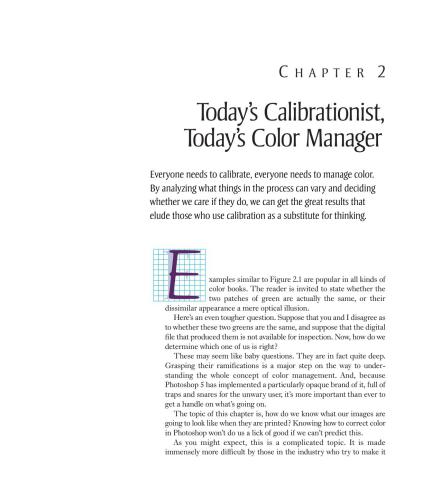 CHAPTER 2
Today's Calibrationist,
Today's Color Manager
Everyone needs to calibrate, everyone needs to manage color.
By analyzing what things in the process can vary and deciding
whether we care if they do, we can get the great results that
elude those who use calibration as a substitute for thinking.
Examples similar to Figure 2.1 are popular in all kinds of
color books. The reader is invited to state whether the
two patches of green are actually the same, or their
dissimilar appearance a mere optical illusion.
Here's an even tougher question. Suppose that you and I disagree as
to whether these two greens are the same, and suppose that the digital
file that produced them is not available for inspection. Now, how do we
determine which one of us is right?
These may seem like baby questions. They are in fact quite deep.
Grasping their ramifications is a major step on the way to under-
standing the whole concept of color management. And, because
Photoshop 5 has implemented a particularly opaque brand of it, full of
traps and snares for the unwary user, it's more important than ever to
get a handle on what's going on.
The topic of this chapter is, how do we know what our images are
going to look like when they are printed? Knowing how to correct color
in Photoshop won't do us a lick of good if we can't predict this.
As you might expect, this is a complicated topic. It is made
immensely more difficult by those in the industry who try to make it